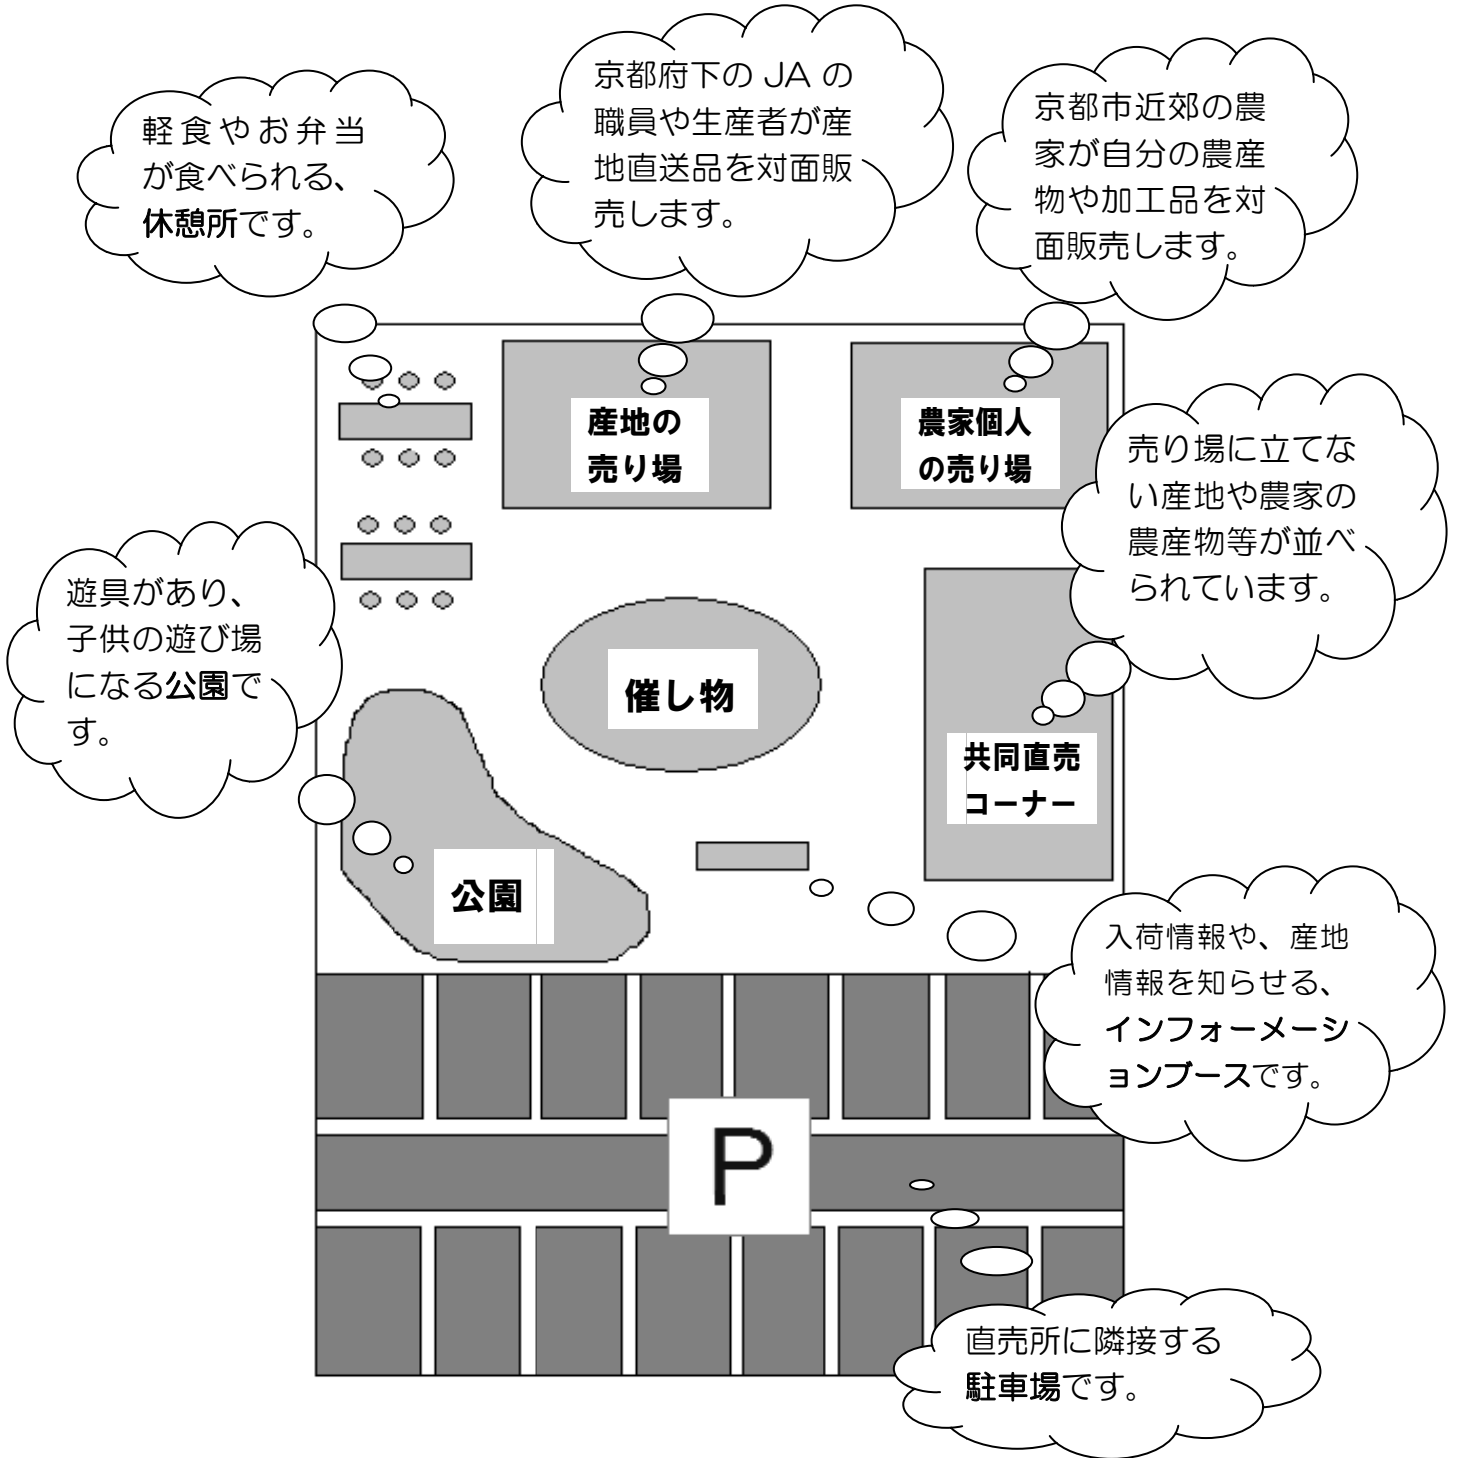 軽食やお弁当
が食べられる、
休憩所です。
京都府下の JA の
職員や生産者が産
地直送品を対面販
売します。
京都市近郊の農
家が自分の農産
物や加工品を対
面販売します。
産地の
売り場
農家個人
の売り場
売り場に立てな
い産地や農家の
農産物等が並べ
られています。
遊具があり、
子供の遊び場
になる公園で
す。
催し物
共同直売
コーナー
公園
入荷情報や、産地
情報を知らせる、
インフォーメーシ
ョンブースです。
P
直売所に隣接する
駐車場です。